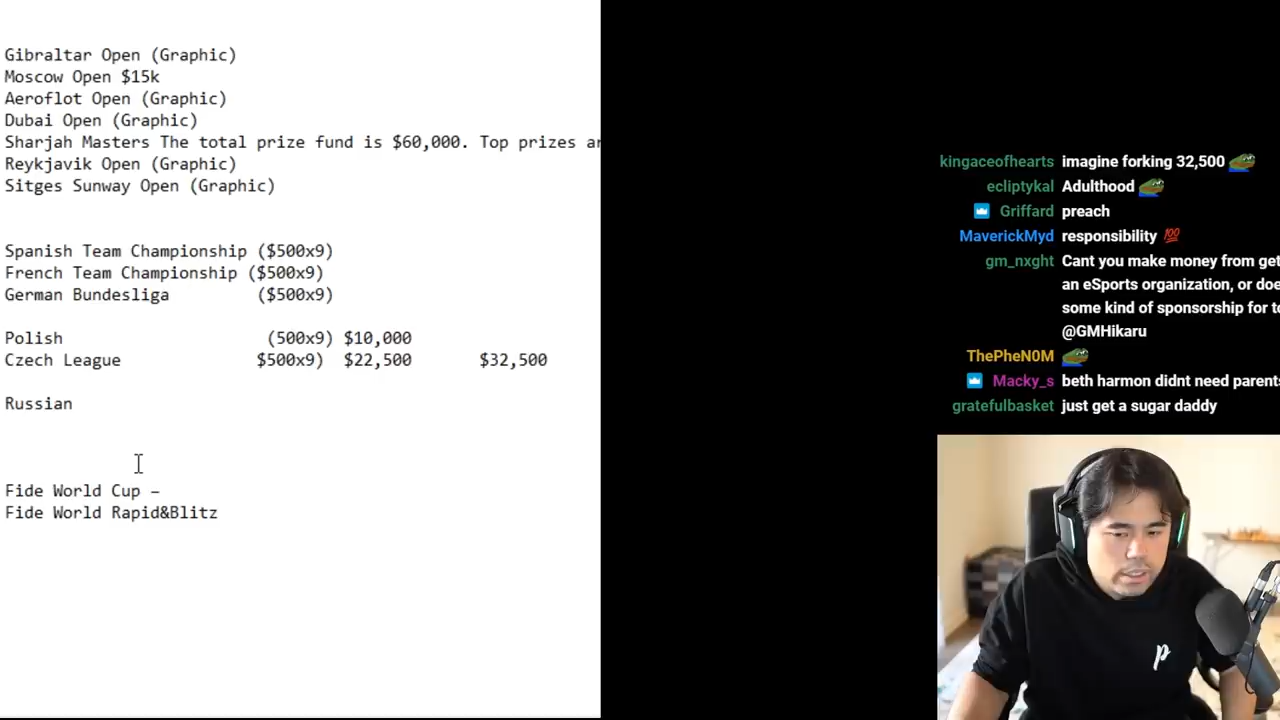 Gibraltar Open (Graphic)
Moscow Open $15k
Aeroflot Open (Graphic)
Dubai Open (Graphic)
Sharjah Masters The total prize fund is $60,000. Top prizes
Reykjavik Open (Graphic)
Sitges Sunway Open (Graphic)
Spanish Team Championship ($500x9)
French Team Championship ($500x9)
German Bundesliga ($500x9)
Polish (500x9) $10,000
Czech League $500x9) $22,500 $32,500
Russian
Fide World Cup –
Fide World Rapid&Blitz
kingaceofhearts imagine forking 32,500
ecliptykal Adulthood
Griffard preach
MaverickMyd responsibility 💯
gm_nxght Cant you make money from get
an eSports organization, or doe
some kind of sponsorship for
@GMHikaru
ThePheN0M
Macky_s beth harmon didnt need parents
gratefulbasket just get a sugar daddy
p